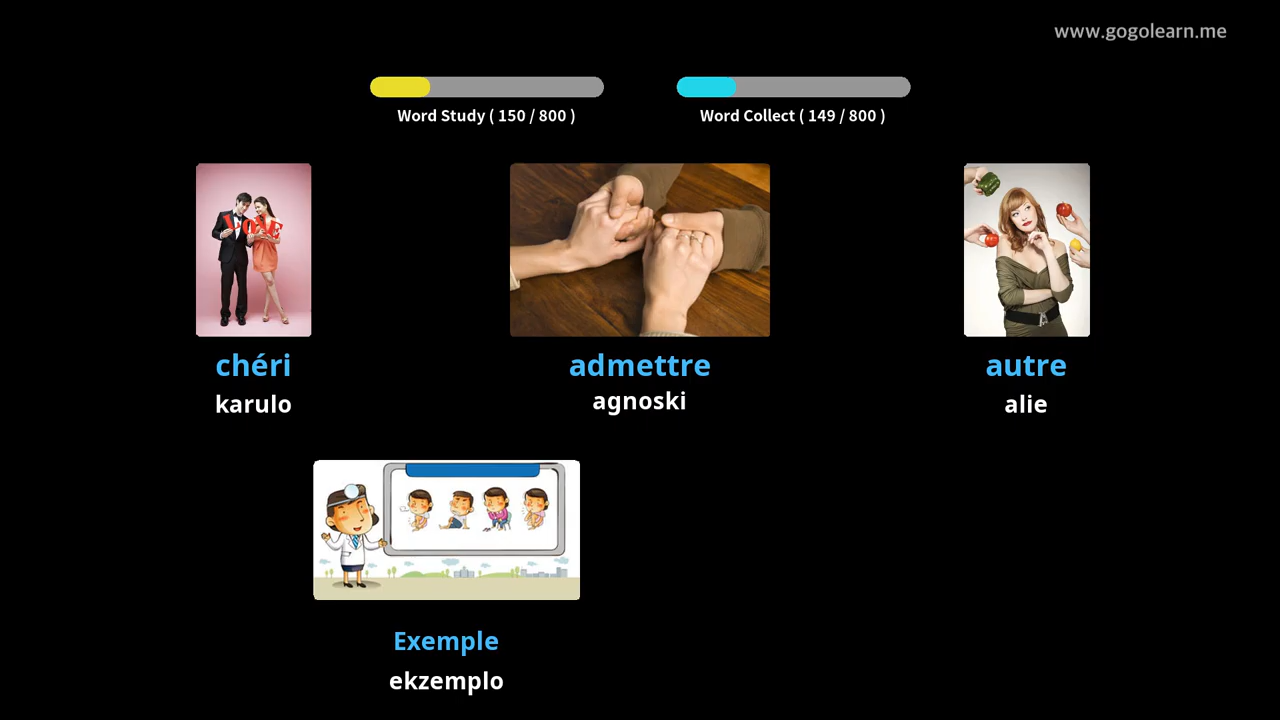 www.gogolearn.me
Word Study ( 150 / 800 )
Word Collect ( 149 / 800 )
LOVE
chéri
karulo
admettre
agnoski
autre
alie
Exemple
ekzemplo